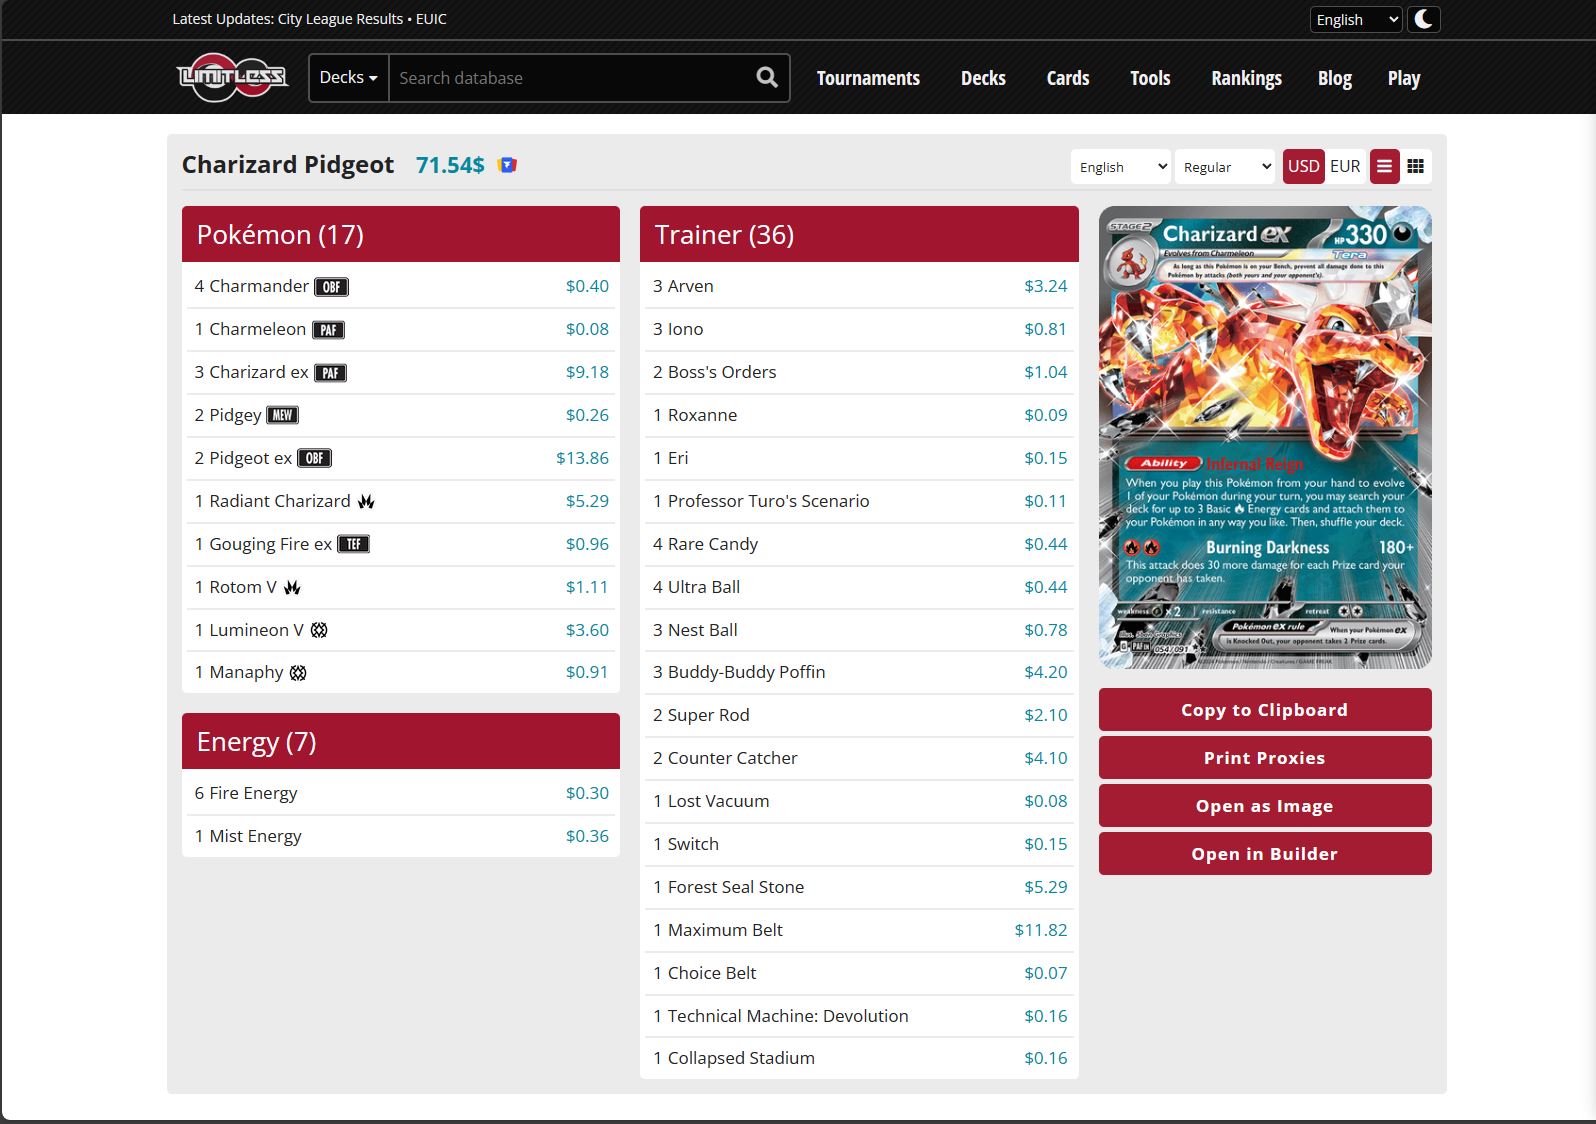 Latest Updates: City League Results • EUIC
English
LIMITLESS
Decks
Search database
Tournaments
Decks
Cards
Tools
Rankings
Blog
Play
Charizard Pidgeot 71.54$
English
Regular
USD EUR
Pokémon (17)
4 Charmander OBF $0.40
1 Charmeleon PAF $0.08
3 Charizard ex PAF $9.18
2 Pidgey MEW $0.26
2 Pidgeot ex OBF $13.86
1 Radiant Charizard $5.29
1 Gouging Fire ex TEF $0.96
1 Rotom V $1.11
1 Lumineon V $3.60
1 Manaphy $0.91
Energy (7)
6 Fire Energy $0.30
1 Mist Energy $0.36
Trainer (36)
3 Arven $3.24
3 Iono $0.81
2 Boss's Orders $1.04
1 Roxanne $0.09
1 Eri $0.15
1 Professor Turo's Scenario $0.11
4 Rare Candy $0.44
4 Ultra Ball $0.44
3 Nest Ball $0.78
3 Buddy-Buddy Poffin $4.20
2 Super Rod $2.10
2 Counter Catcher $4.10
1 Lost Vacuum $0.08
1 Switch $0.15
1 Forest Seal Stone $5.29
1 Maximum Belt $11.82
1 Choice Belt $0.07
1 Technical Machine: Devolution $0.16
1 Collapsed Stadium $0.16
STAGE2 Charizard ex HP330
Evolves from Charmeleon Tera
As long as this Pokémon is on your Bench, prevent all damage done to this
Pokémon by attacks (both yours and your opponent's).
Ability Infernal Reign
When you play this Pokémon from your hand to evolve
1 of your Pokémon during your turn, you may search your
deck for up to 3 Basic Energy cards and attach them to
your Pokémon in any way you like. Then, shuffle your deck.
Burning Darkness 180+
This attack does 30 more damage for each Prize card your
opponent has taken.
weakness x2 resistance retreat
Pokémon ex rule When your Pokémon ex
is Knocked Out, your opponent takes 2 Prize cards.
G PAF EN 054/091
Copy to Clipboard
Print Proxies
Open as Image
Open in Builder